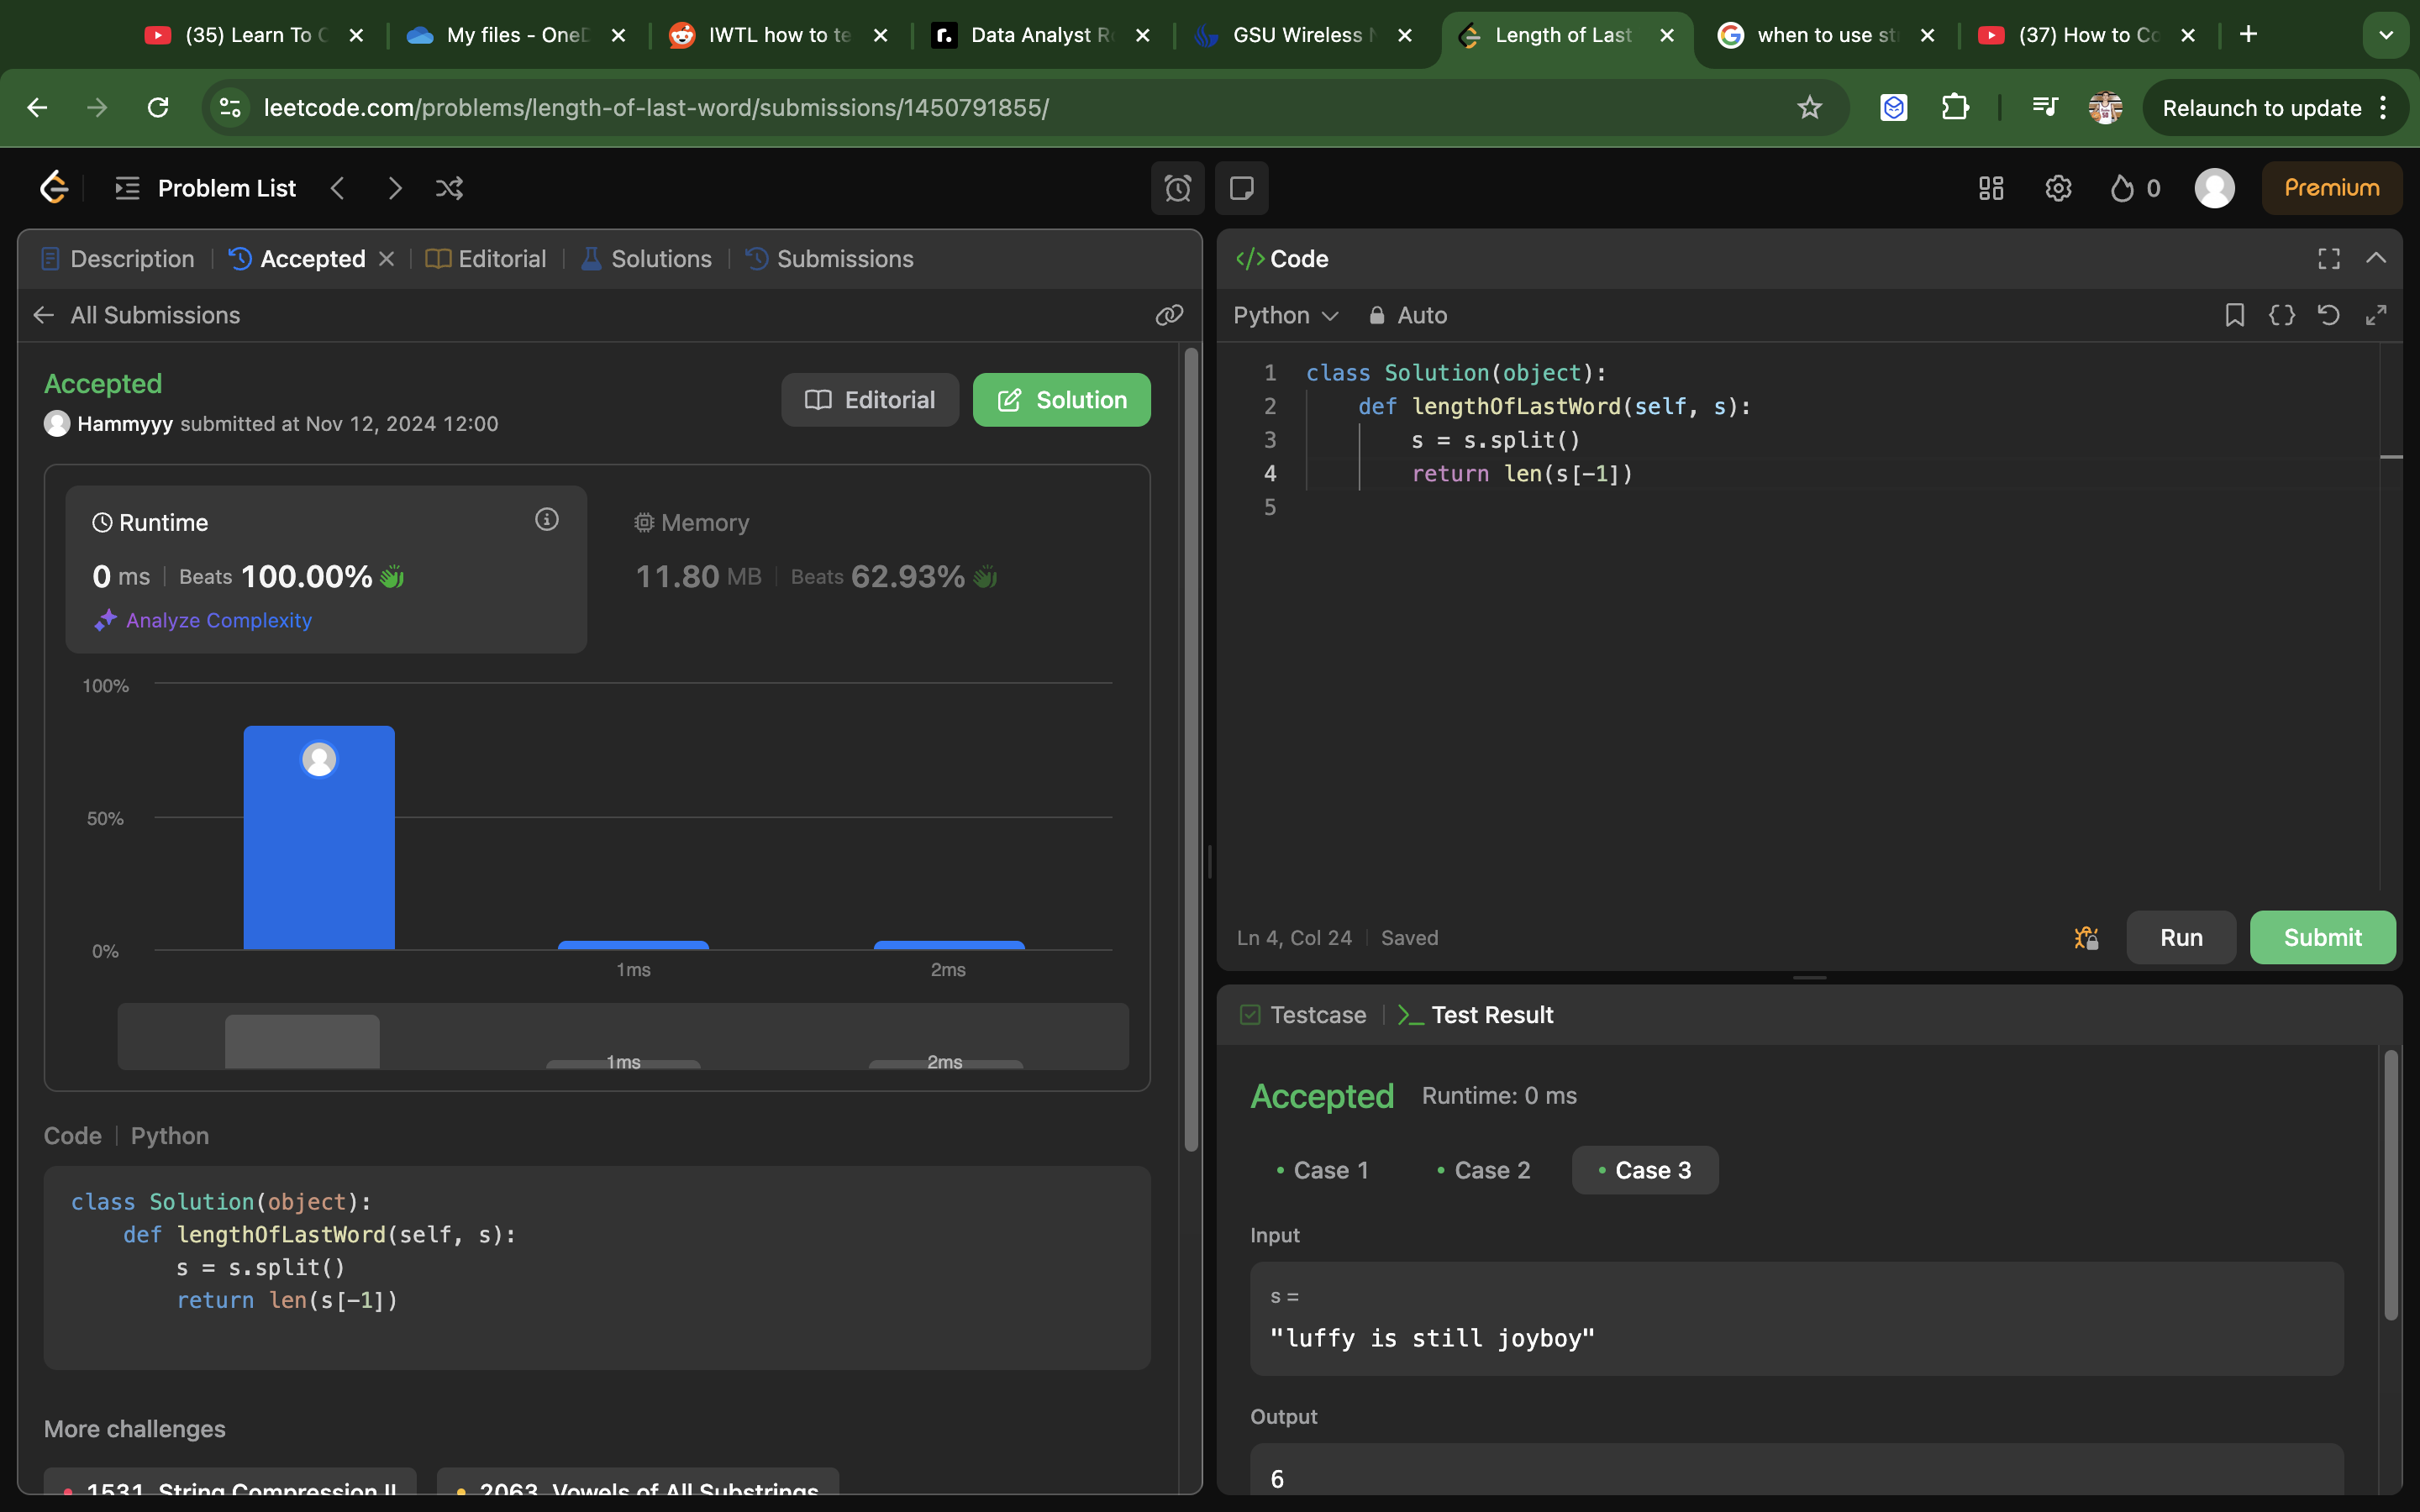 (35) Learn To C
My files - OneD
IWTL how to te
Data Analyst R
GSU Wireless N
Length of Last
when to use st
(37) How to Co
leetcode.com/problems/length-of-last-word/submissions/1450791855/
Relaunch to update
Problem List
0
Premium
Description
Accepted
Editorial
Solutions
Submissions
All Submissions
Accepted
Hammyyy submitted at Nov 12, 2024 12:00
Editorial
Solution
Runtime
0 ms
Beats 100.00%
Analyze Complexity
Memory
11.80 MB
Beats 62.93%
100%
50%
0%
1ms
2ms
1ms
2ms
Code
Python
class Solution(object):
def lengthOfLastWord(self, s):
s = s.split()
return len(s[-1])
More challenges
1531. String Compression II
2063. Vowels of All Substrings
</> Code
Python
Auto
1 class Solution(object):
2 def lengthOfLastWord(self, s):
3 s = s.split()
4 return len(s[-1])
5
Ln 4, Col 24
Saved
Run
Submit
Testcase
Test Result
Accepted
Runtime: 0 ms
Case 1
Case 2
Case 3
Input
s =
"luffy is still joyboy"
Output
6